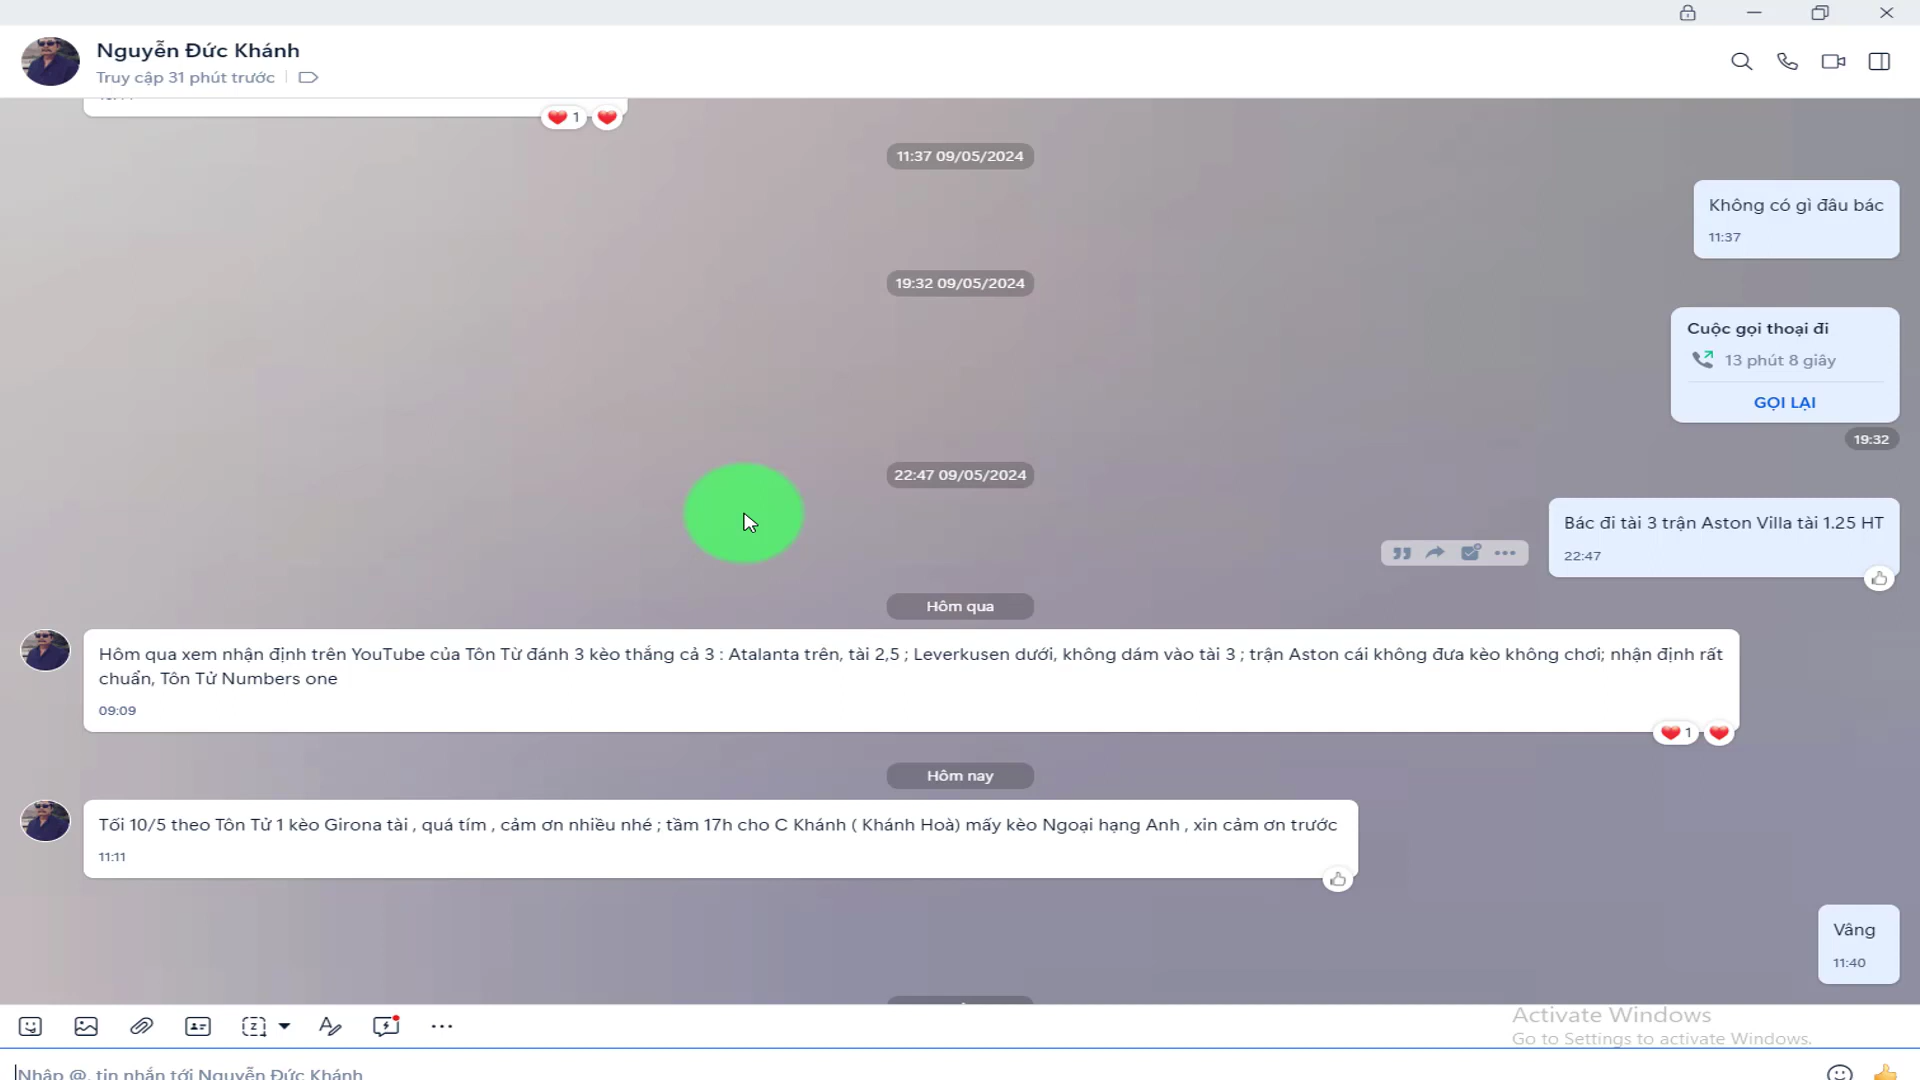 Nguyễn Đức Khánh
Truy cập 31 phút trước
1
11:37 09/05/2024
Không có gì đâu bác
11:37
19:32 09/05/2024
Cuộc gọi thoại đi
13 phút 8 giây
GỌI LẠI
19:32
22:47 09/05/2024
Bác đi tài 3 trận Aston Villa tài 1.25 HT
22:47
Hôm qua
Hôm qua xem nhận định trên YouTube của Tôn Từ đánh 3 kèo thắng cả 3 : Atalanta trên, tài 2,5 ; Leverkusen dưới, không dám vào tài 3 ; trận Aston cái không đưa kèo không chơi; nhận định rất
chuẩn, Tôn Tử Numbers one
09:09
1
Hôm nay
Tối 10/5 theo Tôn Tử 1 kèo Girona tài , quá tím , cảm ơn nhiều nhé ; tầm 17h cho C Khánh ( Khánh Hoà) mấy kèo Ngoại hạng Anh , xin cảm ơn trước
11:11
Vâng
11:40
Activate Windows
Go to Settings to activate Windows.
Nhập @, tin nhắn tới Nguyễn Đức Khánh